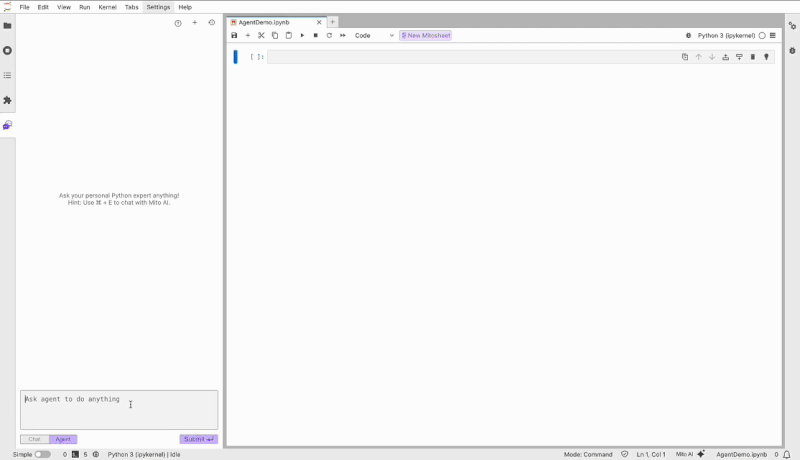 File Edit View Run Kernel Tabs Settings Help
AgentDemo.ipynb
Code
New Mitosheet
Python 3 (ipykernel)
[ ]:
Ask your personal Python expert anything!
Hint: Use ⌘ + E to chat with Mito AI.
Ask agent to do anything
Chat Agent
Submit
Simple 0 5 Python 3 (ipykernel) | Idle Mode: Command Ln 1, Col 1 Mito AI AgentDemo.ipynb 0